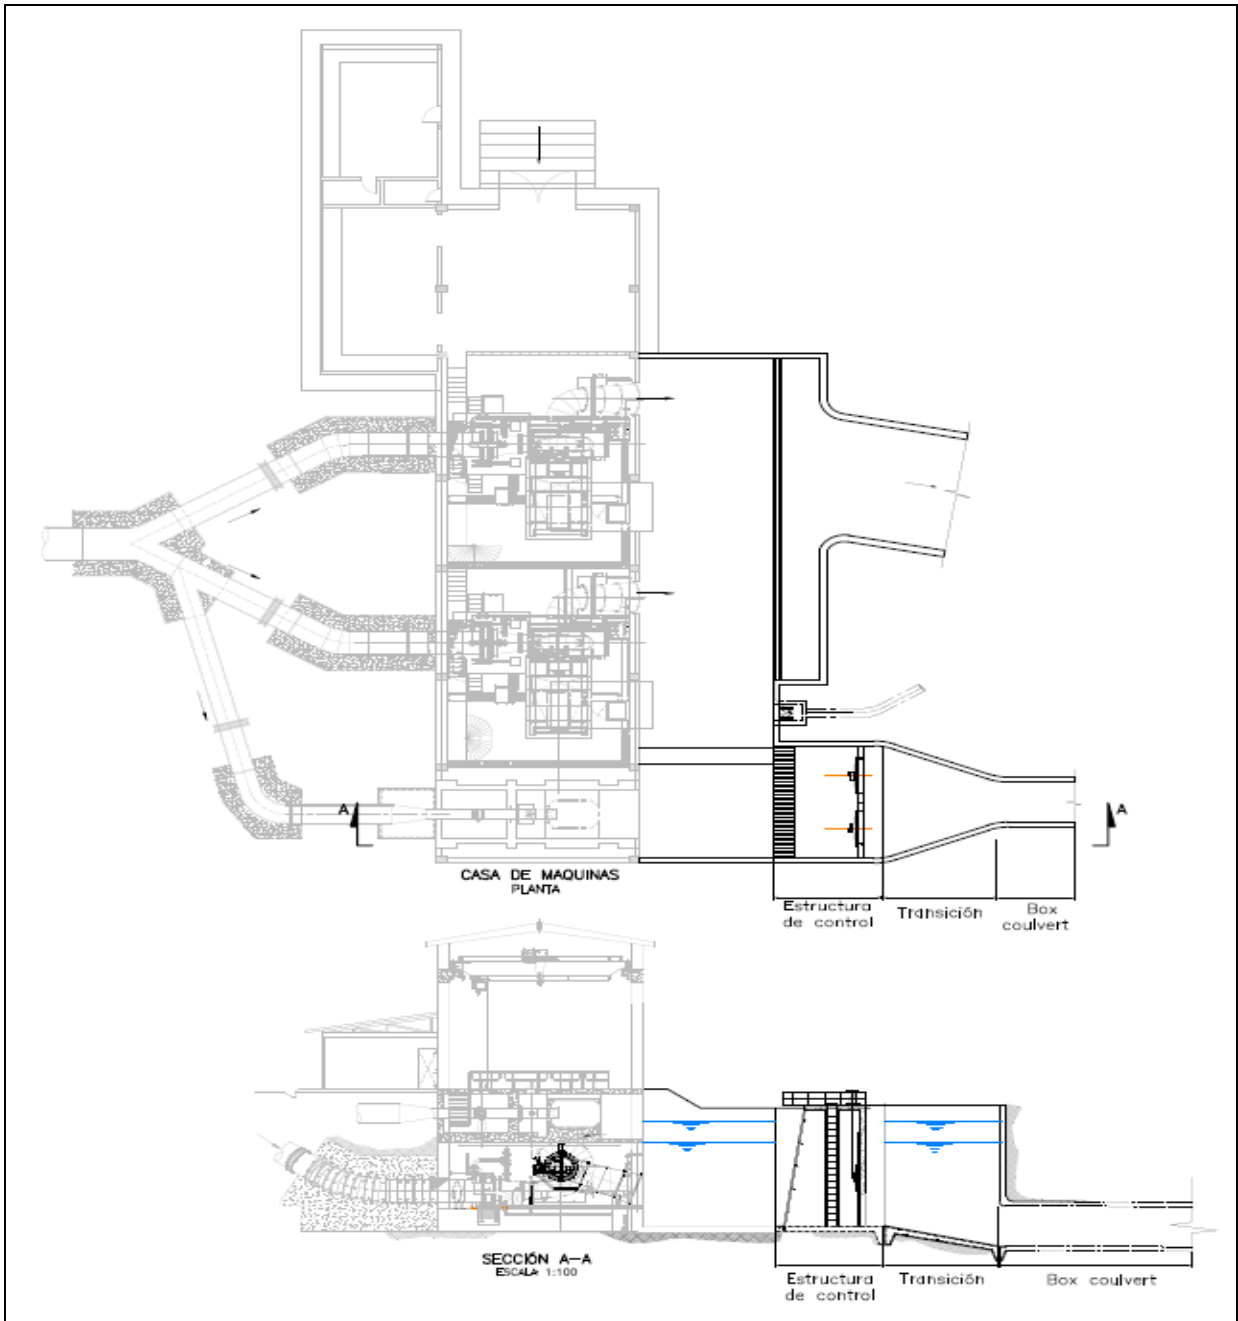 A
A
CASA DE MAQUINAS
PLANTA
Estructura
de control
Transición
Box
coulvert
SECCIÓN A-A
ESCALA 1:100
Estructura
de control
Transición
Box coulvert